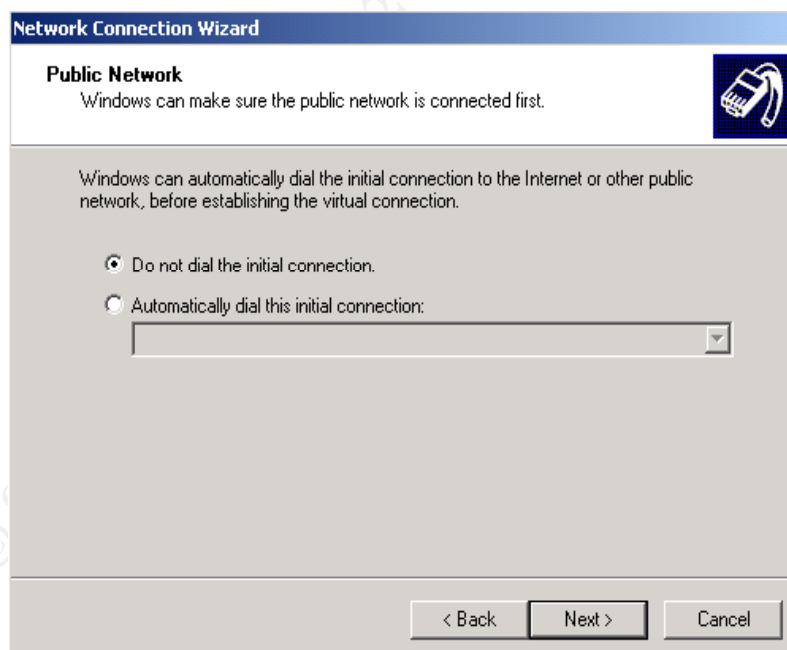 Network Connection Wizard
Public Network
Windows can make sure the public network is connected first.
Windows can automatically dial the initial connection to the Internet or other public
network, before establishing the virtual connection.
Do not dial the initial connection.
Automatically dial this initial connection:
< Back
Next >
Cancel